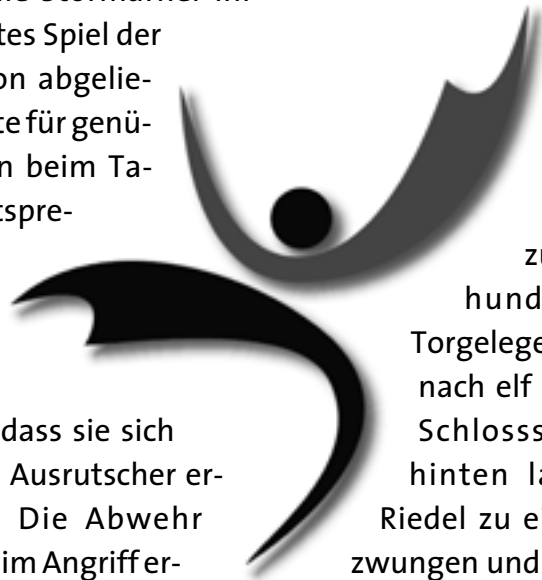 tes Spiel der
on abgelie-
te für genü-
n beim Ta-
tspre-
dass sie sich
Ausrutscher er-
Die Abwehr
im Angriff er-
zu
hund
Torgelege
nach elf
Schlosss
hinten la
Riedel zu ei
zwungen und